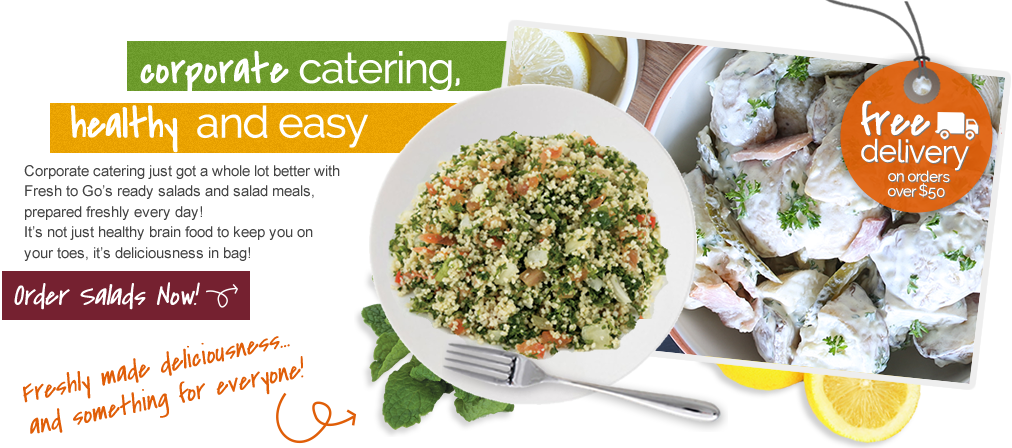 corporate catering,
healthy and easy
Corporate catering just got a whole lot better with
Fresh to Go's ready salads and salad meals,
prepared freshly every day!
It's not just healthy brain food to keep you on
your toes, it's deliciousness in bag!
Order Salads Now!
Freshly made deliciousness...
and something for everyone!
free
delivery
on orders
over $50